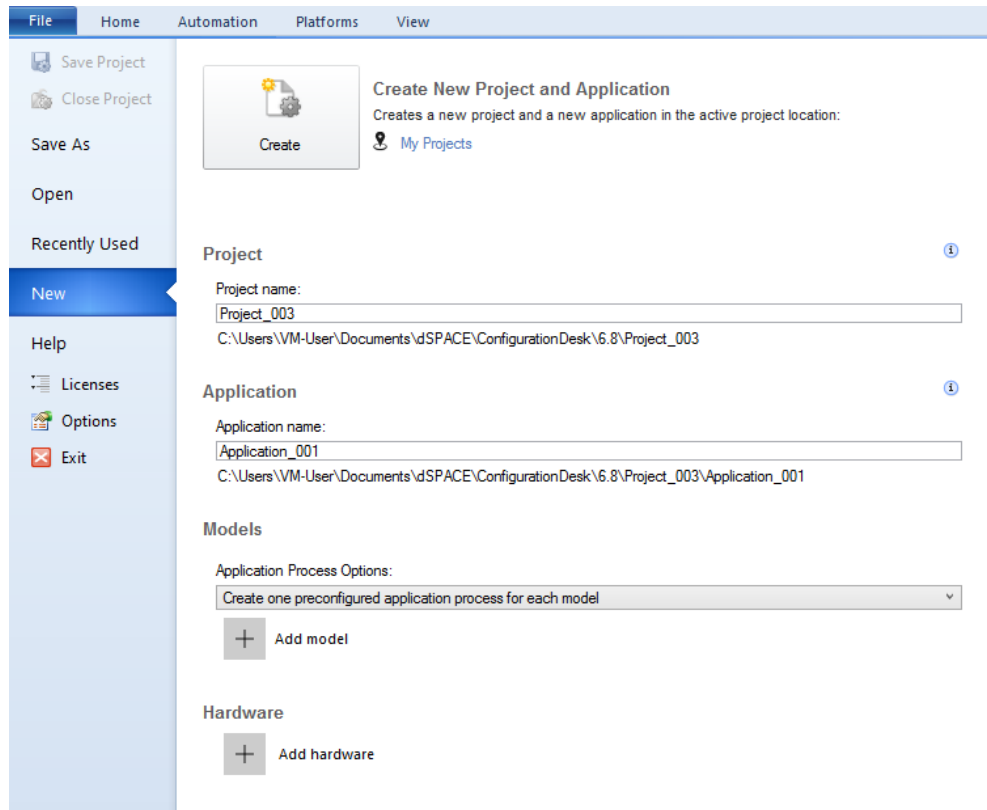 File Home Automation Platforms View
Save Project
Close Project
Save As
Open
Recently Used
New
Help
Licenses
Options
Exit
Create
Create New Project and Application
Creates a new project and a new application in the active project location:
My Projects
Project
Project name:
Project_003
C:\Users\VM-User\Documents\dSPACE\ConfigurationDesk\6.8\Project_003
Application
Application name:
Application_001
C:\Users\VM-User\Documents\dSPACE\ConfigurationDesk\6.8\Project_003\Application_001
Models
Application Process Options:
Create one preconfigured application process for each model
Add model
Hardware
Add hardware